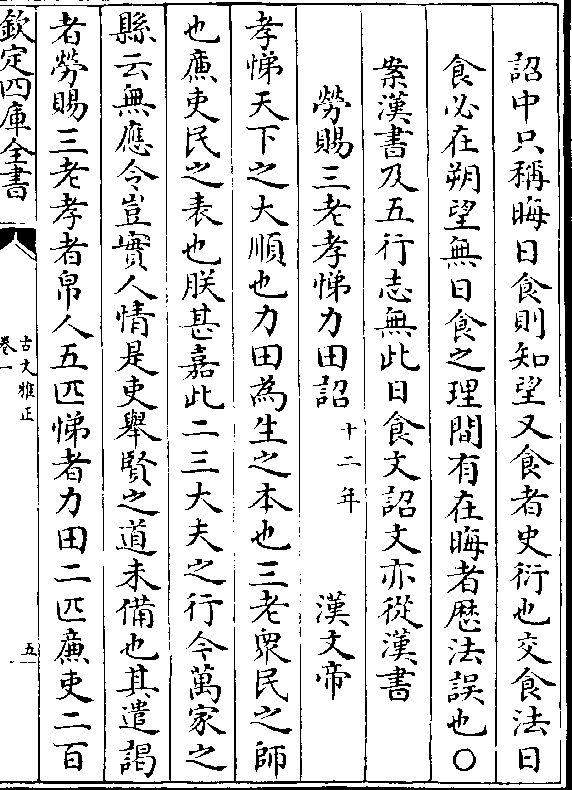 詔中只稱晦日食則知望又食者史衍也交食法日
食必在朔望無日食之理間有在晦者厯法誤也〇
案漢書及五行志無此日食文詔文亦從漢書
勞賜三老孝悌力田詔 十二年 漢文帝
孝悌天下之大順也力田為生之本也三老衆民之師
也廉吏民之表也朕甚嘉此二三大夫之行今萬家之
縣云無應令豈實人情是吏舉賢之道未備也其遣謁
者勞賜三老孝者帛人五匹悌者力田二匹廉吏二百
欽定四庫全書
古文雅正
卷一
五